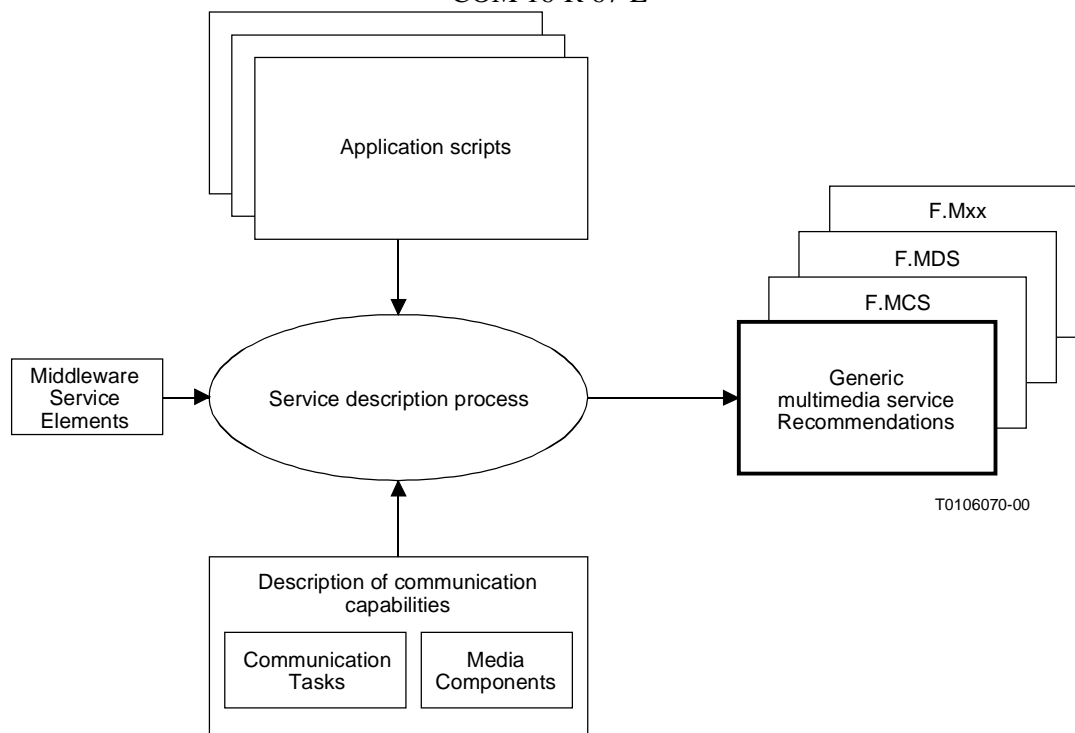 COM 16-R 67-E
Application scripts
F.Mxx
F.MDS
F.MCS
Middleware
Service
Elements
Service description process
Generic
multimedia service
Recommendations
T0106070-00
Description of communication
capabilities
Communication
Tasks
Media
Components